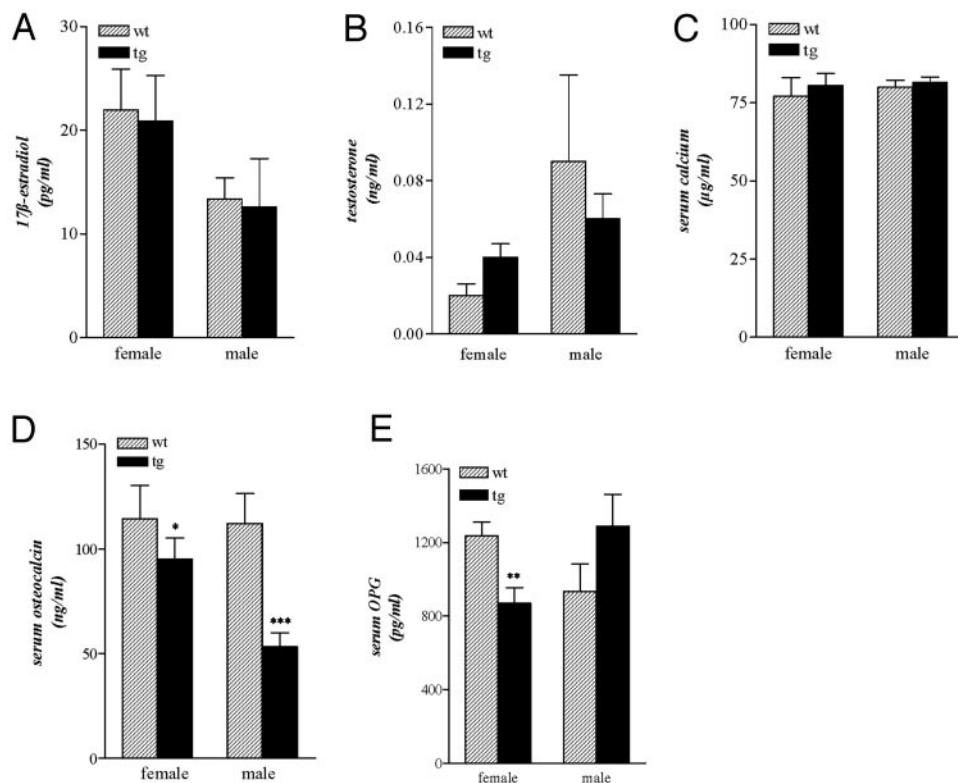 A
wt
tg
30
20
10
0
17β-estradiol
(pg/ml)
female
male
B
wt
tg
0.12
0.08
0.04
0.00
testosterone
(ng/ml)
female
male
C
wt
tg
100
75
50
25
0
serum calcium
(µg/ml)
female
male
D
wt
tg
150
100
50
0
serum osteocalcin
(ng/ml)
*
***
female
male
E
wt
tg
1600
1200
800
400
0
serum OPG
(pg/ml)
**
female
male